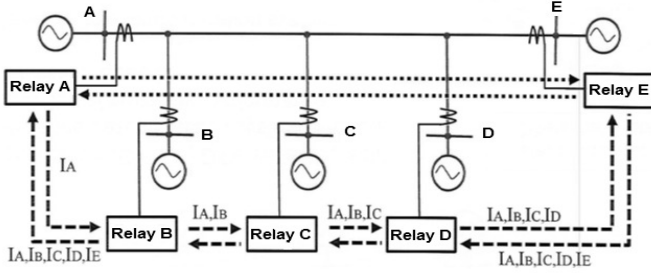 A
E
Relay A
Relay E
B
C
D
IA
IA,IB
IA,IB,IC
IA,IB,IC,ID
Relay B
Relay C
Relay D
IA,IB,IC,ID,IE
IA,IB,IC,ID,IE